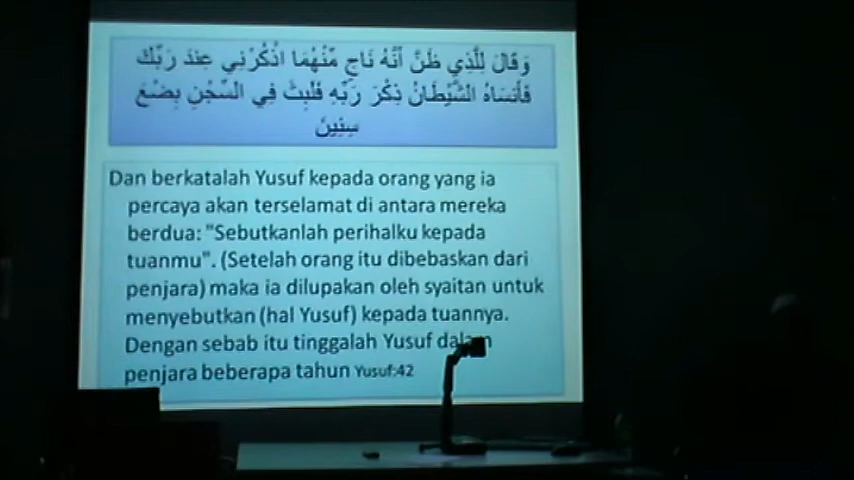 وَقَالَ لِلَّذِي ظَنَّ أَنَّهُ نَاجٍ مِّنْهُمَا اذْكُرْنِي عِندَ رَبِّكَ
فَأَنسَاهُ الشَّيْطَانُ ذِكْرَ رَبِّهِ فَلَبِثَ فِي السِّجْنِ بِضْعَ
سِنِينَ
Dan berkatalah Yusuf kepada orang yang ia
percaya akan terselamat di antara mereka
berdua: "Sebutkanlah perihalku kepada
tuanmu". (Setelah orang itu dibebaskan dari
penjara) maka ia dilupakan oleh syaitan untuk
menyebutkan (hal Yusuf) kepada tuannya.
Dengan sebab itu tinggalah Yusuf dalam
penjara beberapa tahun Yusuf:42